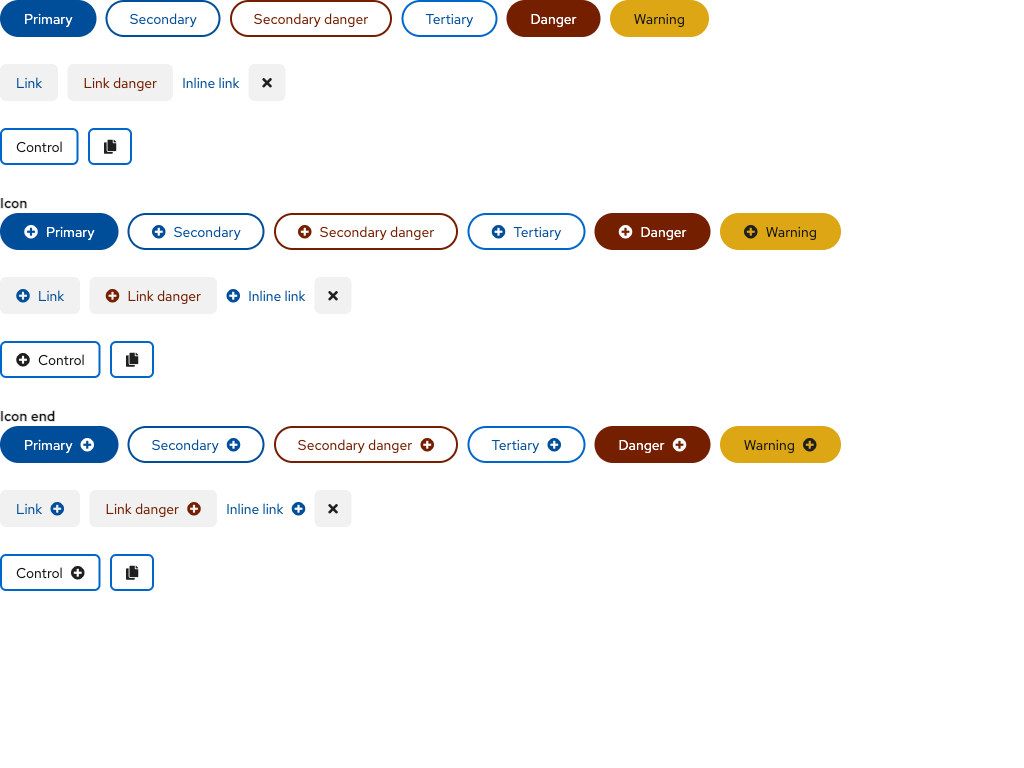 Primary Secondary Secondary danger Tertiary Danger Warning
Link Link danger Inline link
Control
Icon
Primary Secondary Secondary danger Tertiary Danger Warning
Link Link danger Inline link
Control
Icon end
Primary Secondary Secondary danger Tertiary Danger Warning
Link Link danger Inline link
Control